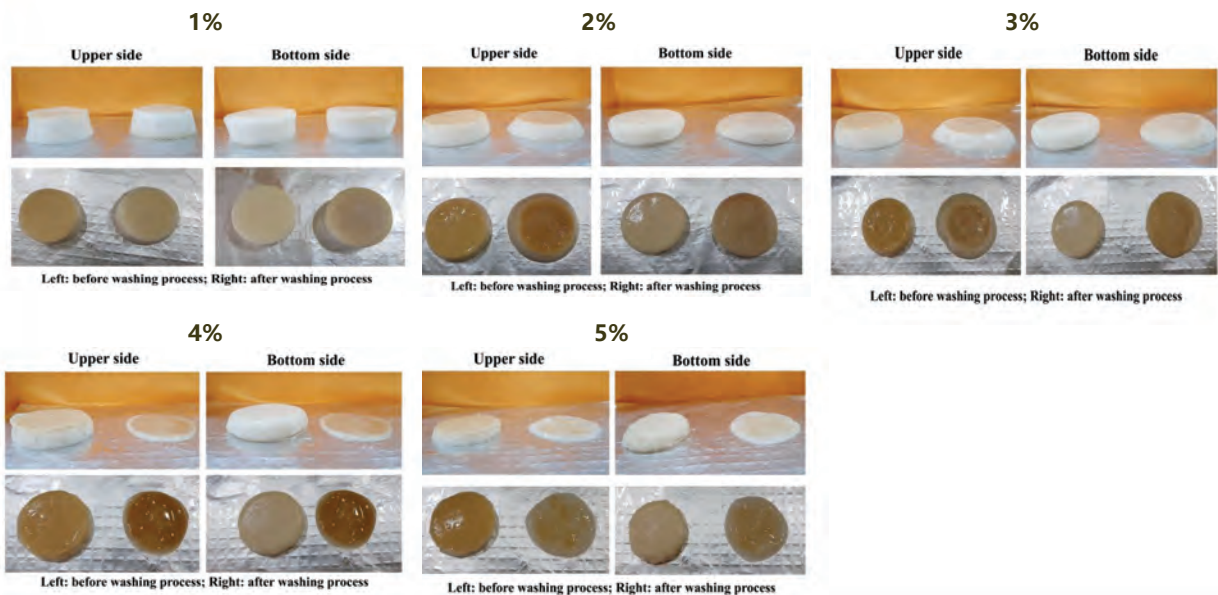 1%
Upper side
Bottom side
Left: before washing process; Right: after washing process
2%
Upper side
Bottom side
Left: before washing process; Right: after washing process
3%
Upper side
Bottom side
Left: before washing process; Right: after washing process
4%
Upper side
Bottom side
Left: before washing process; Right: after washing process
5%
Upper side
Bottom side
Left: before washing process; Right: after washing process